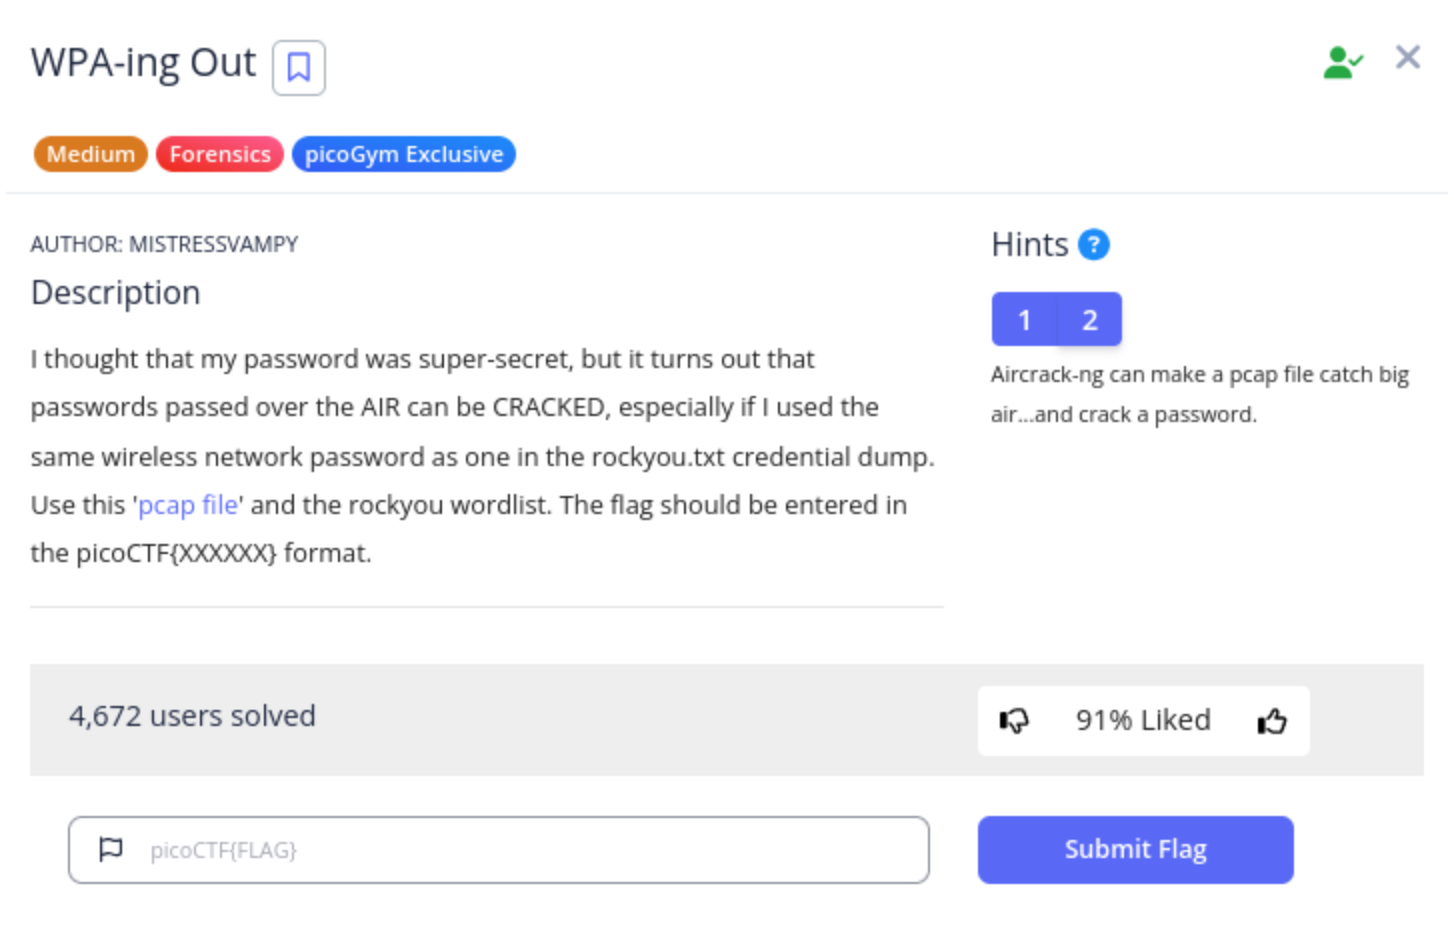 WPA-ing Out
Medium Forensics picoGym Exclusive
AUTHOR: MISTRESSVAMPY
Description
I thought that my password was super-secret, but it turns out that
passwords passed over the AIR can be CRACKED, especially if I used the
same wireless network password as one in the rockyou.txt credential dump.
Use this 'pcap file' and the rockyou wordlist. The flag should be entered in
the picoCTF{XXXXXX} format.
Hints ?
1 2
Aircrack-ng can make a pcap file catch big
air...and crack a password.
4,672 users solved
91% Liked
picoCTF{FLAG}
Submit Flag